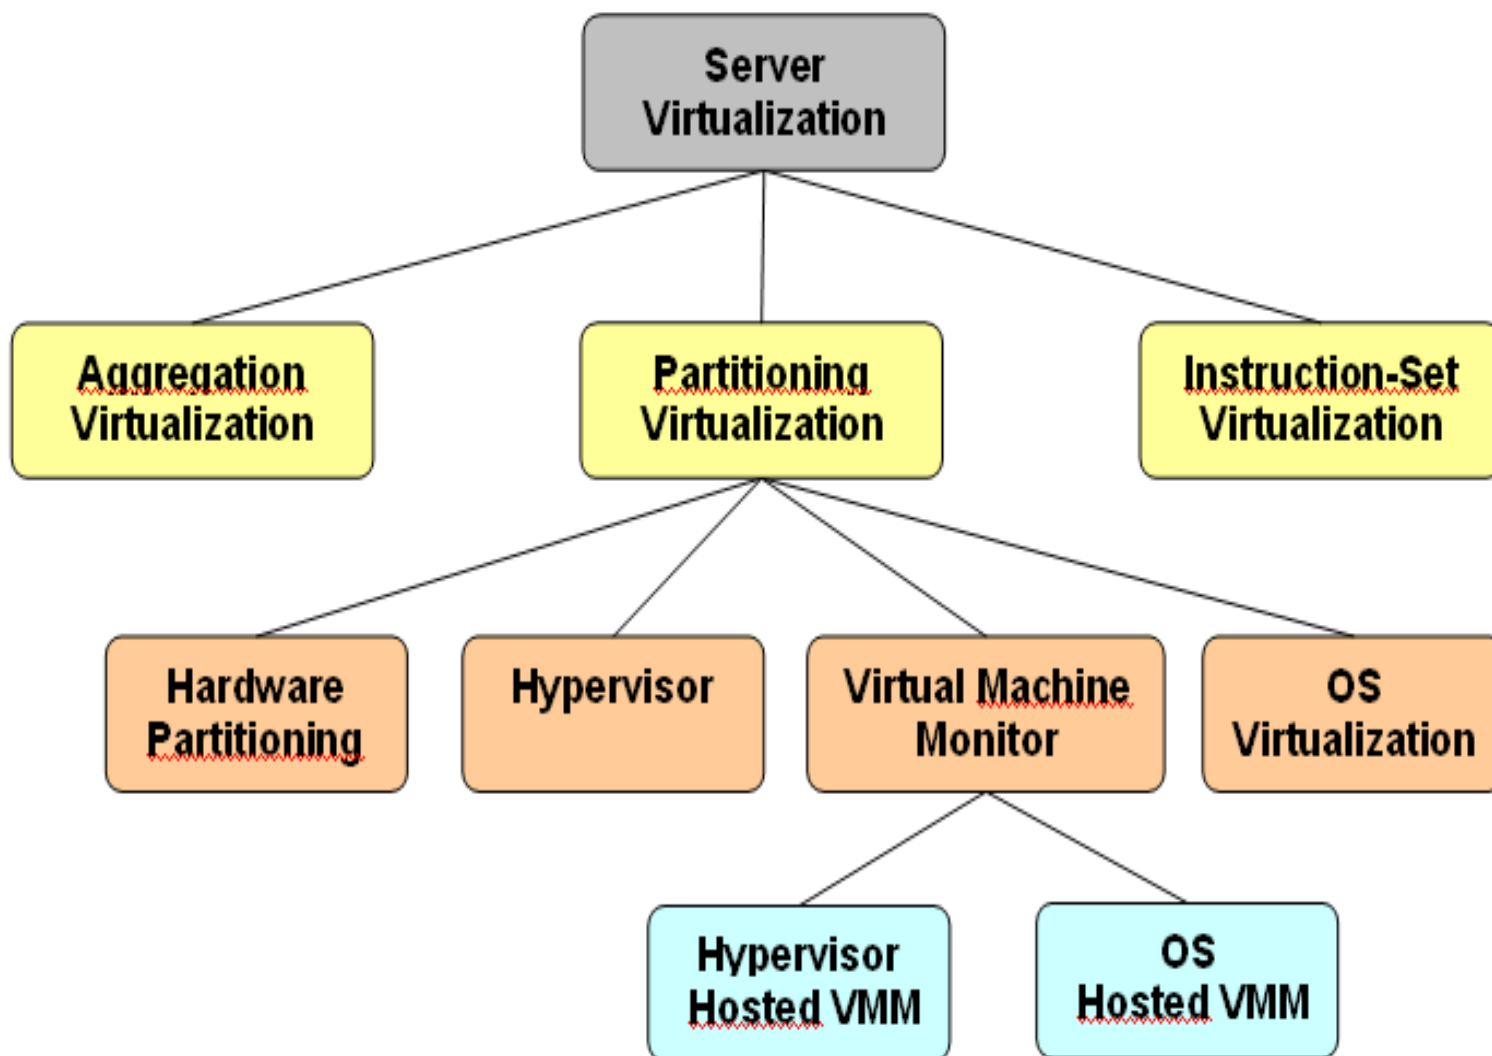 Server
Virtualization
Aggregation
Virtualization
Partitioning
Virtualization
Instruction-Set
Virtualization
Hardware
Partitioning
Hypervisor
Virtual Machine
Monitor
OS
Virtualization
Hypervisor
Hosted VMM
OS
Hosted VMM